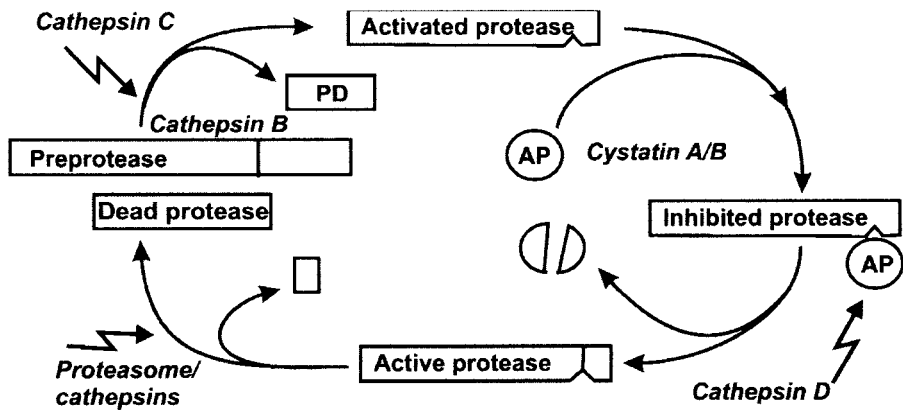 Cathepsin C
Activated protease
PD
Cathepsin B
Preprotease
AP
Cystatin A/B
Dead protease
Inhibited protease
AP
Active protease
Proteasome/
cathepsins
Cathepsin D